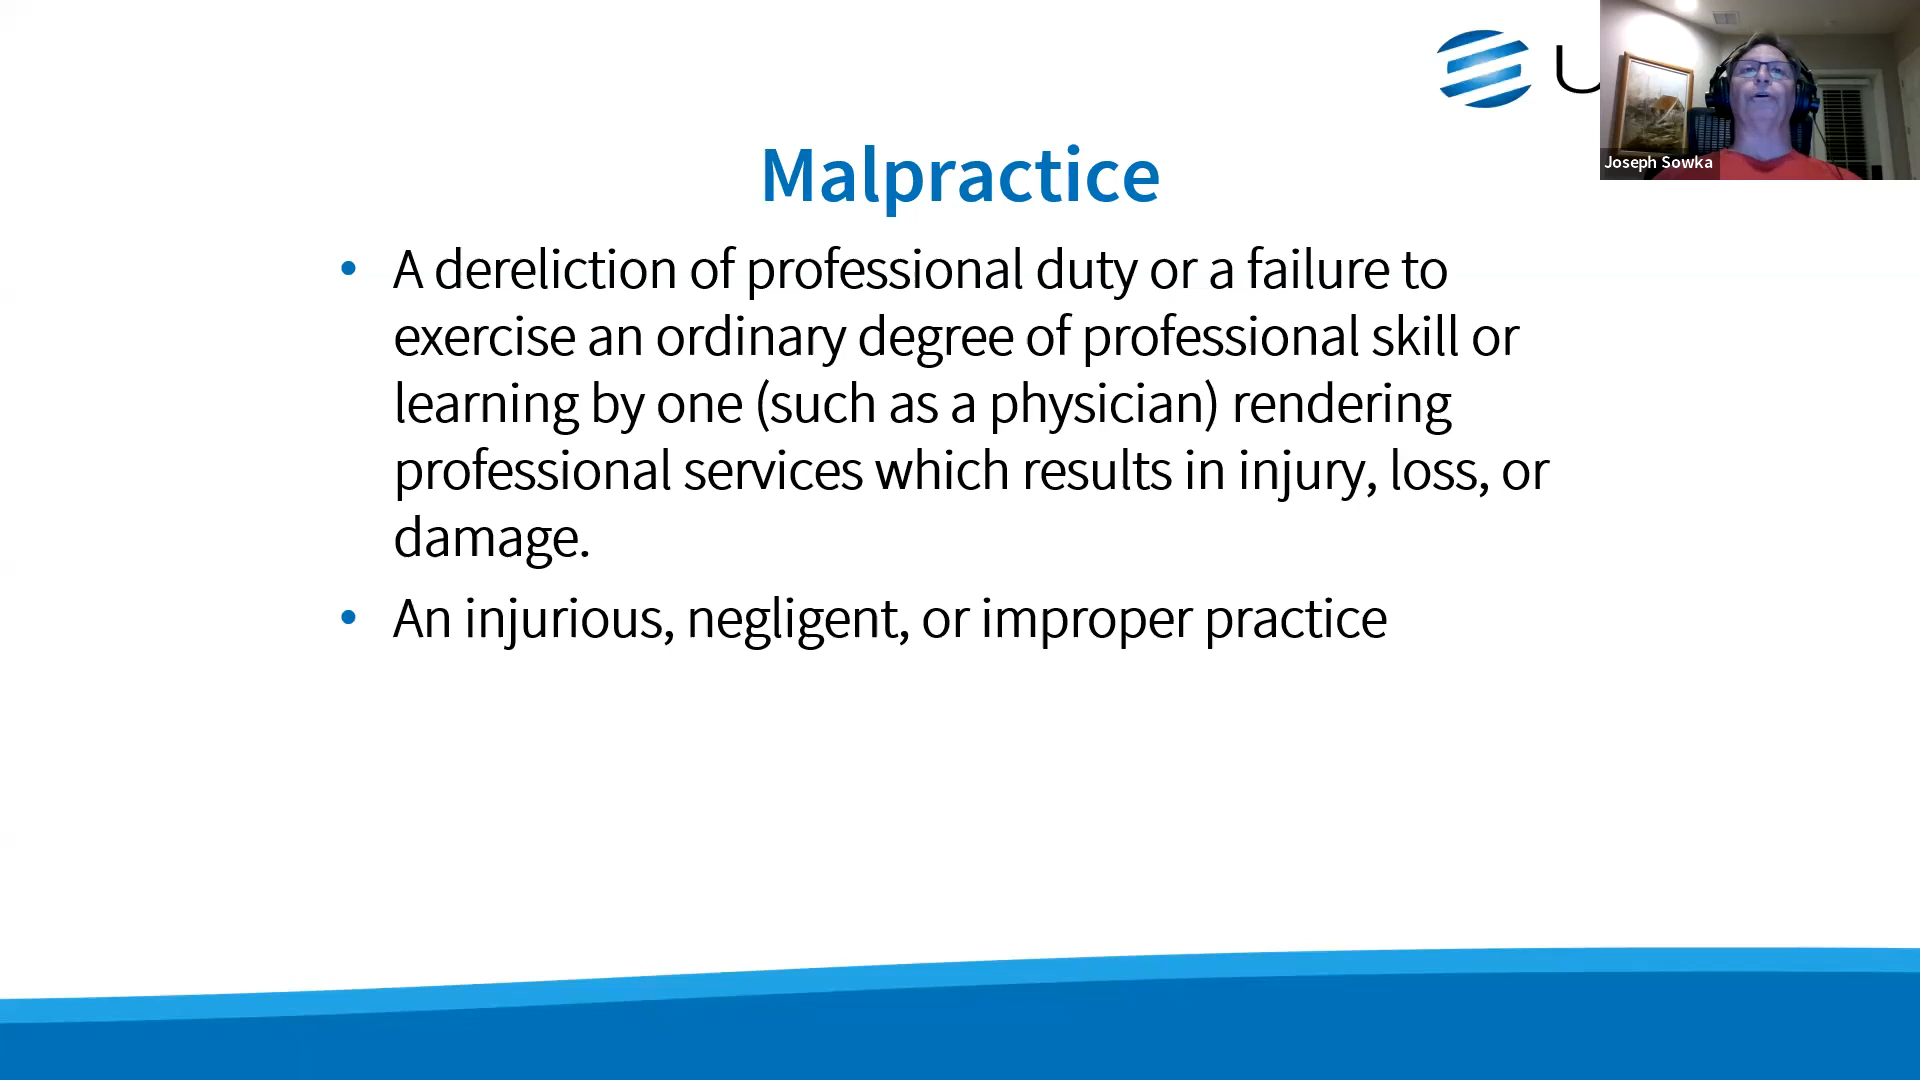 U
Joseph Sowka
Malpractice
• A dereliction of professional duty or a failure to
exercise an ordinary degree of professional skill or
learning by one (such as a physician) rendering
professional services which results in injury, loss, or
damage.
• An injurious, negligent, or improper practice